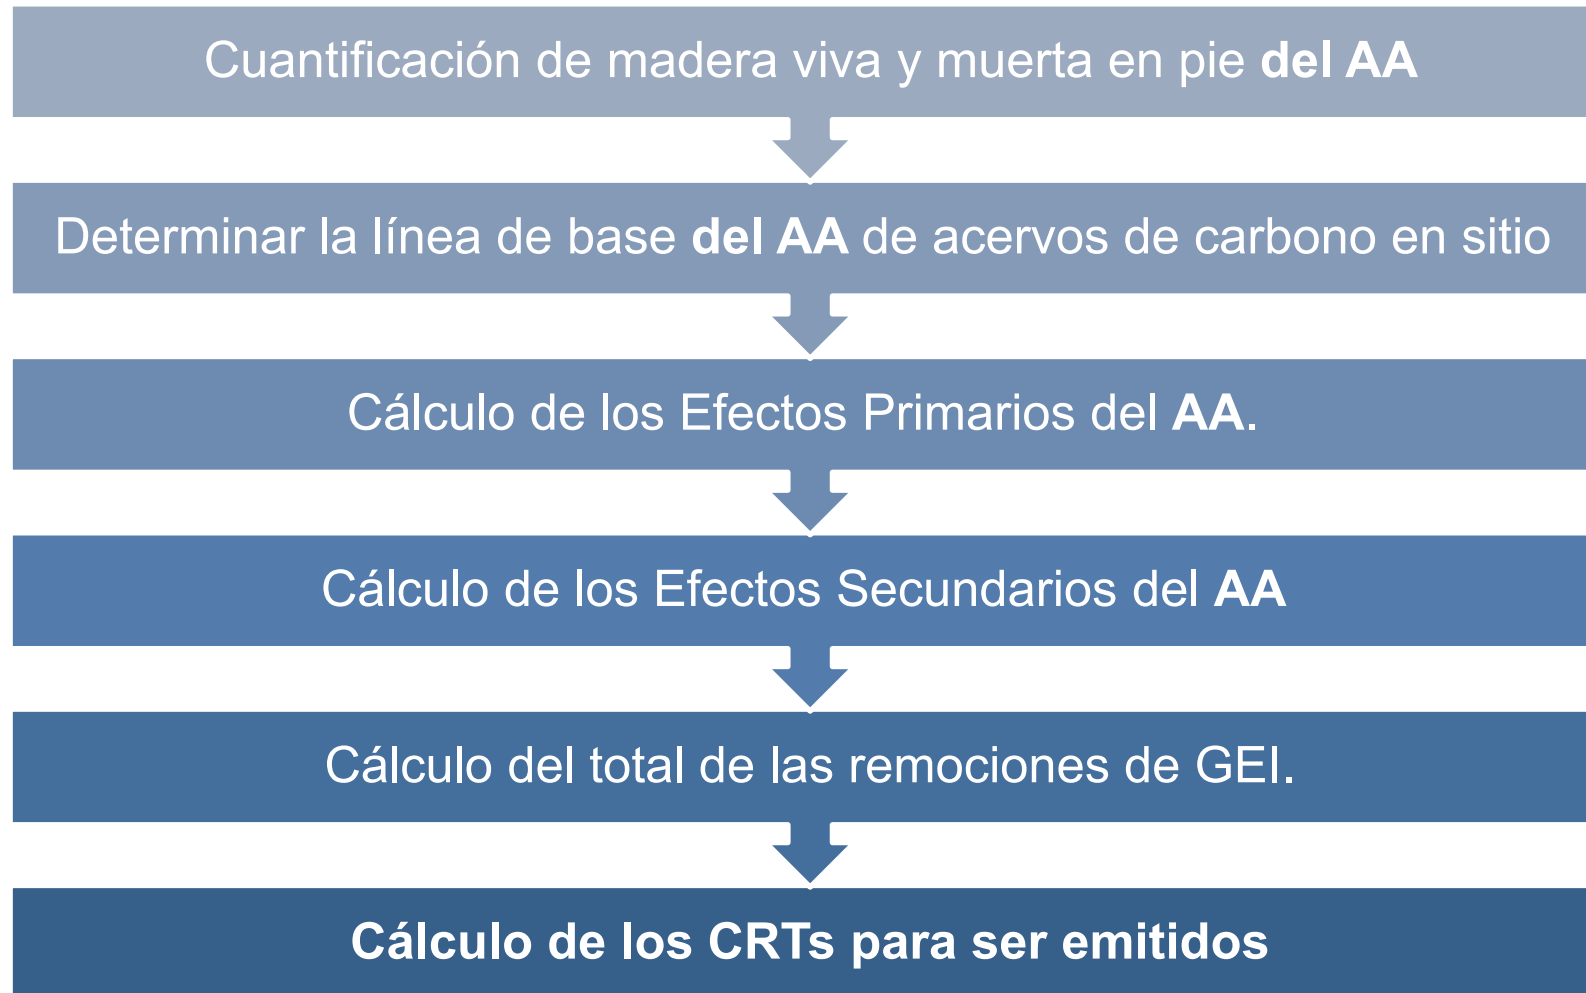 Cuantificación de madera viva y muerta en pie del AA
Determinar la línea de base del AA de acervos de carbono en sitio
Cálculo de los Efectos Primarios del AA.
Cálculo de los Efectos Secundarios del AA
Cálculo del total de las remociones de GEI.
Cálculo de los CRTs para ser emitidos